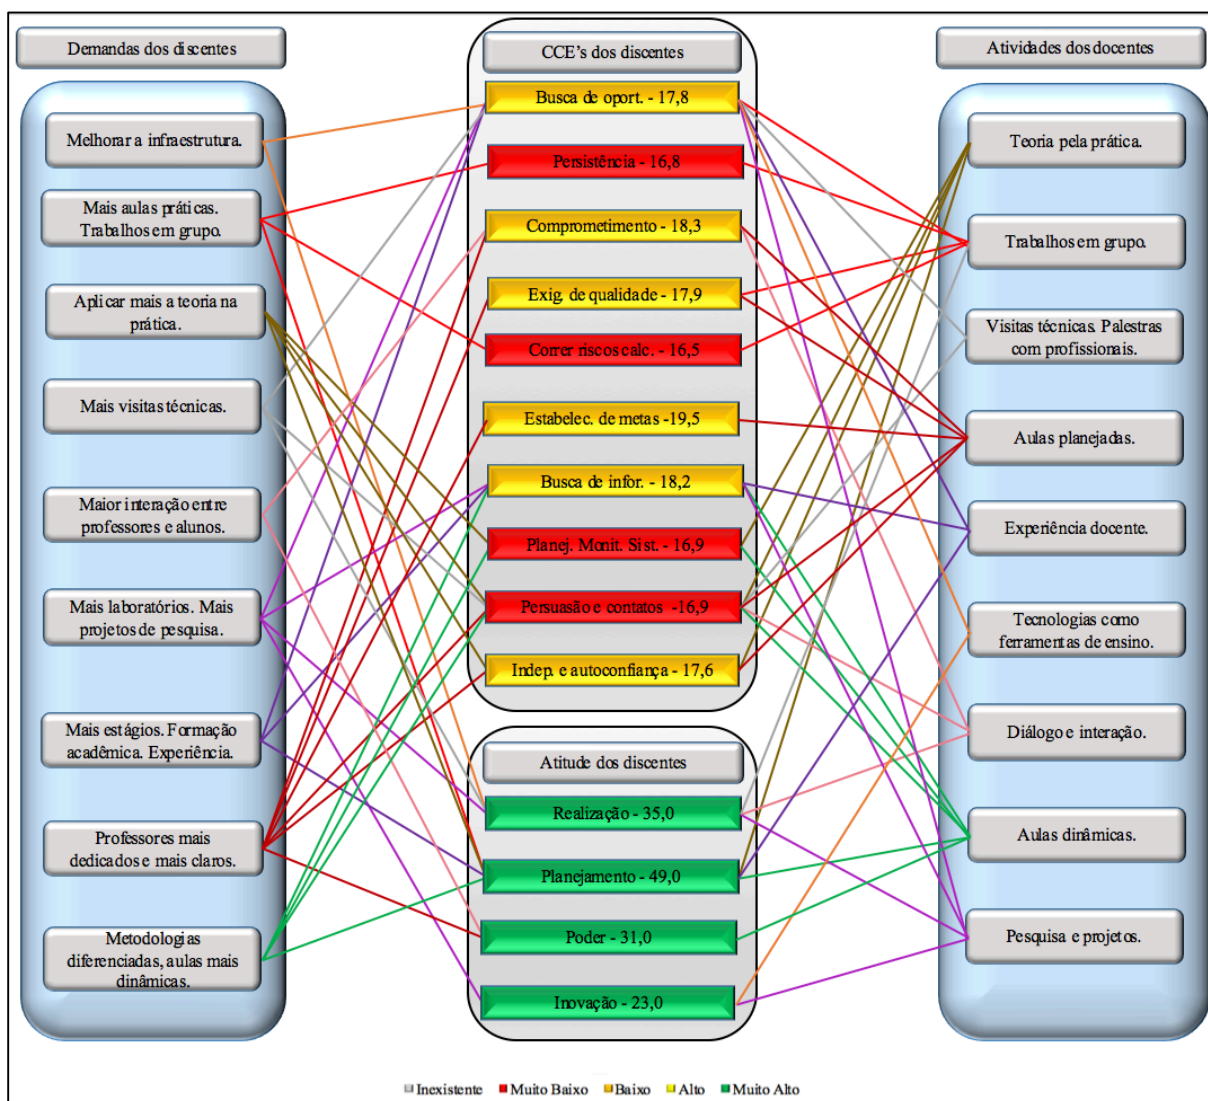 Demandas dos discentes
Melhorar a infraestrutura.
Mais aulas práticas.
Trabalhos em grupo.
Aplicar mais a teoria na
prática.
Mais visitas técnicas.
Maior interação entre
professores e alunos.
Mais laboratórios. Mais
projetos de pesquisa.
Mais estágios. Formação
acadêmica. Experiência.
Professores mais
dedicados e mais claros.
Metodologias
diferenciadas, aulas mais
dinâmicas.
CCE's dos discentes
Busca de oport. - 17,8
Persistência - 16,8
Comprometimento - 18,3
Exig. de qualidade - 17,9
Correr riscos calc. - 16,5
Estabelec. de metas -19,5
Busca de infor. - 18,2
Planej. Monit. Sist. - 16,9
Persuasão e contatos -16,9
Indep. e autoconfiança - 17,6
Atitude dos discentes
Realização - 35,0
Planejamento - 49,0
Poder - 31,0
Inovação - 23,0
Atividades dos docentes
Teoria pela prática.
Trabalhos em grupo.
Visitas técnicas. Palestras
com profissionais.
Aulas planejadas.
Experiência docente.
Tecnologias como
ferramentas de ensino.
Diálogo e interação.
Aulas dinâmicas.
Pesquisa e projetos.
Inexistente Muito Baixo Baixo Alto Muito Alto